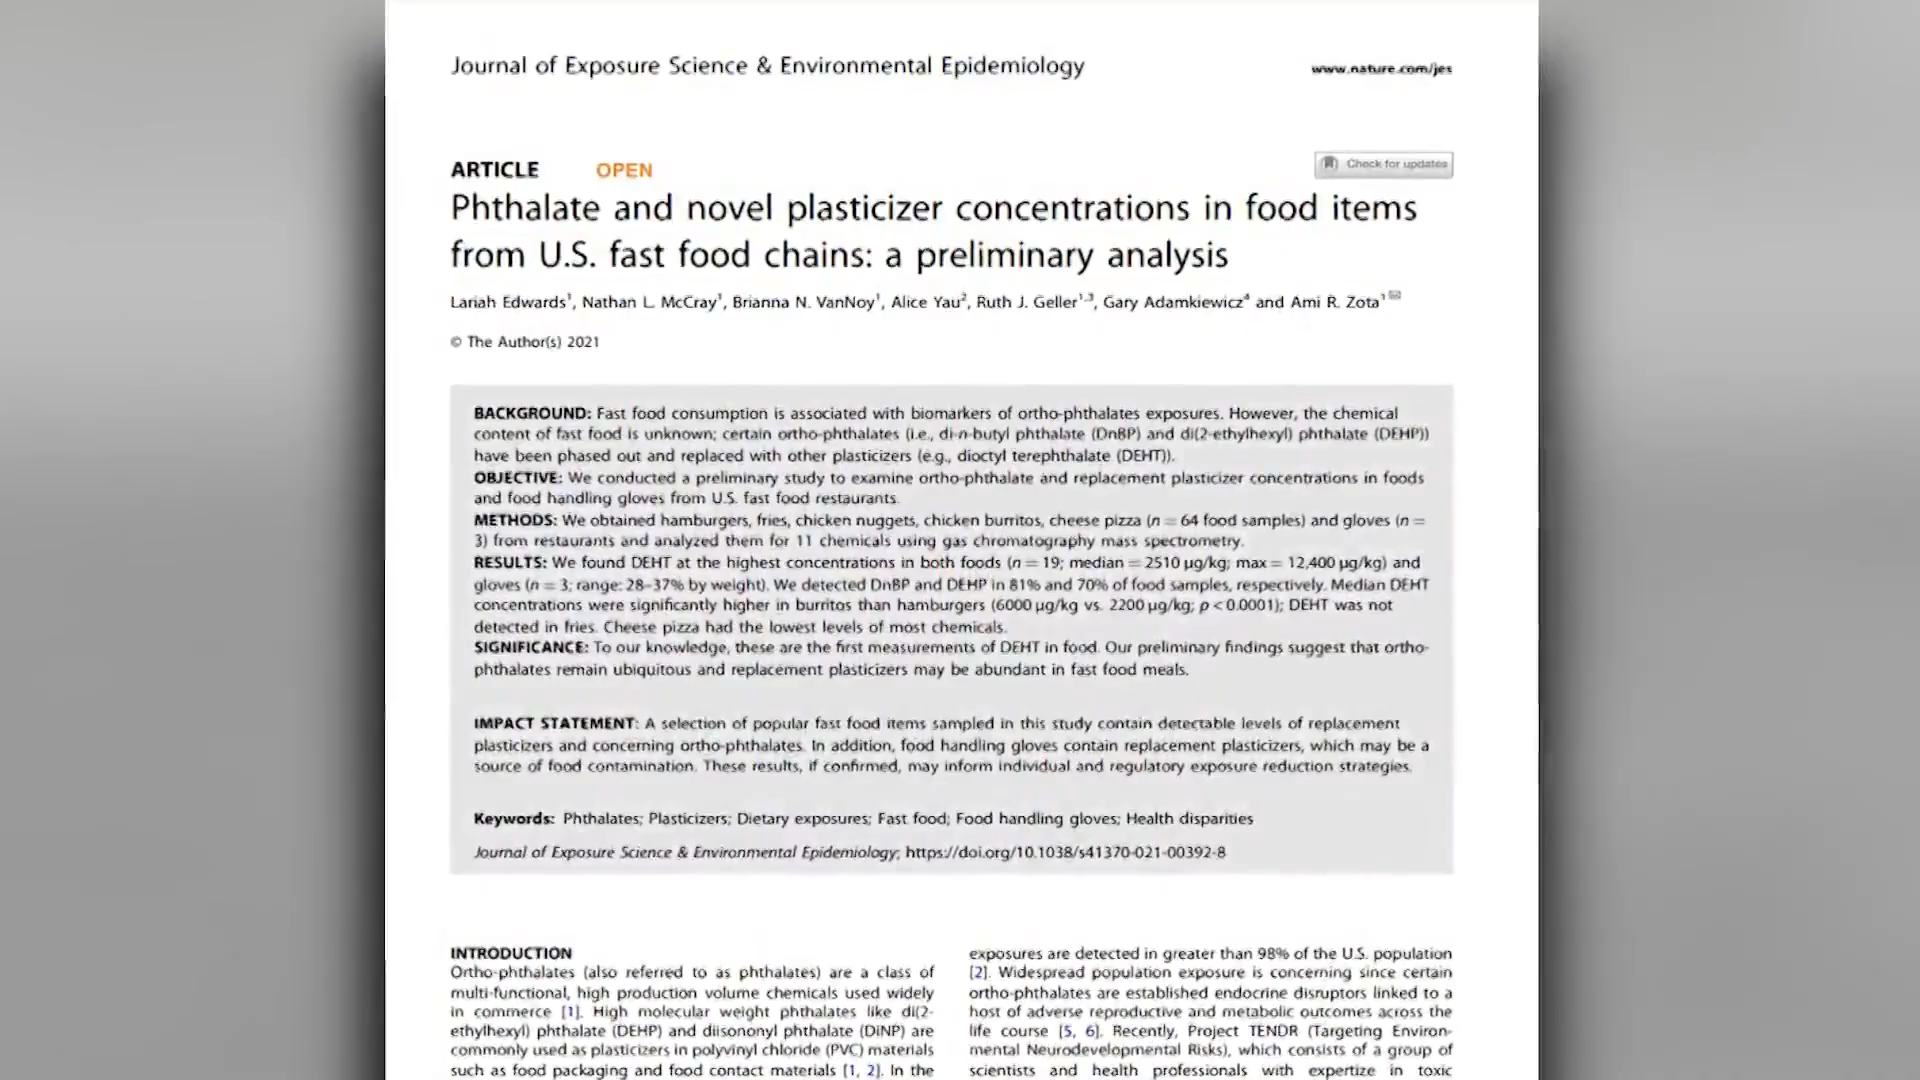 Journal of Exposure Science & Environmental Epidemiology
www.nature.com/jes
ARTICLE OPEN
Check for updates
Phthalate and novel plasticizer concentrations in food items
from U.S. fast food chains: a preliminary analysis
Lariah Edwards¹, Nathan L. McCray¹, Brianna N. VanNoy¹, Alice Yau², Ruth J. Geller¹,³, Gary Adamkiewicz⁴ and Ami R. Zota¹ ✉
© The Author(s) 2021
BACKGROUND: Fast food consumption is associated with biomarkers of ortho-phthalates exposures. However, the chemical
content of fast food is unknown; certain ortho-phthalates (i.e., di-n-butyl phthalate (DnBP) and di(2-ethylhexyl) phthalate (DEHP))
have been phased out and replaced with other plasticizers (e.g., dioctyl terephthalate (DEHT)).
OBJECTIVE: We conducted a preliminary study to examine ortho-phthalate and replacement plasticizer concentrations in foods
and food handling gloves from U.S. fast food restaurants.
METHODS: We obtained hamburgers, fries, chicken nuggets, chicken burritos, cheese pizza (n = 64 food samples) and gloves (n =
3) from restaurants and analyzed them for 11 chemicals using gas chromatography mass spectrometry.
RESULTS: We found DEHT at the highest concentrations in both foods (n = 19; median = 2510 µg/kg; max = 12,400 µg/kg) and
gloves (n = 3; range: 28–37% by weight). We detected DnBP and DEHP in 81% and 70% of food samples, respectively. Median DEHT
concentrations were significantly higher in burritos than hamburgers (6000 µg/kg vs. 2200 µg/kg; p < 0.0001); DEHT was not
detected in fries. Cheese pizza had the lowest levels of most chemicals.
SIGNIFICANCE: To our knowledge, these are the first measurements of DEHT in food. Our preliminary findings suggest that ortho-
phthalates remain ubiquitous and replacement plasticizers may be abundant in fast food meals.
IMPACT STATEMENT: A selection of popular fast food items sampled in this study contain detectable levels of replacement
plasticizers and concerning ortho-phthalates. In addition, food handling gloves contain replacement plasticizers, which may be a
source of food contamination. These results, if confirmed, may inform individual and regulatory exposure reduction strategies.
Keywords: Phthalates; Plasticizers; Dietary exposures; Fast food; Food handling gloves; Health disparities
Journal of Exposure Science & Environmental Epidemiology; https://doi.org/10.1038/s41370-021-00392-8
INTRODUCTION
Ortho-phthalates (also referred to as phthalates) are a class of
multi-functional, high production volume chemicals used widely
in commerce [1]. High molecular weight phthalates like di(2-
ethylhexyl) phthalate (DEHP) and diisononyl phthalate (DiNP) are
commonly used as plasticizers in polyvinyl chloride (PVC) materials
such as food packaging and food contact materials [1, 2]. In the
exposures are detected in greater than 98% of the U.S. population
[2]. Widespread population exposure is concerning since certain
ortho-phthalates are established endocrine disruptors linked to a
host of adverse reproductive and metabolic outcomes across the
life course [5, 6]. Recently, Project TENDR (Targeting Environ-
mental Neurodevelopmental Risks), which consists of a group of
scientists and health professionals with expertise in toxic